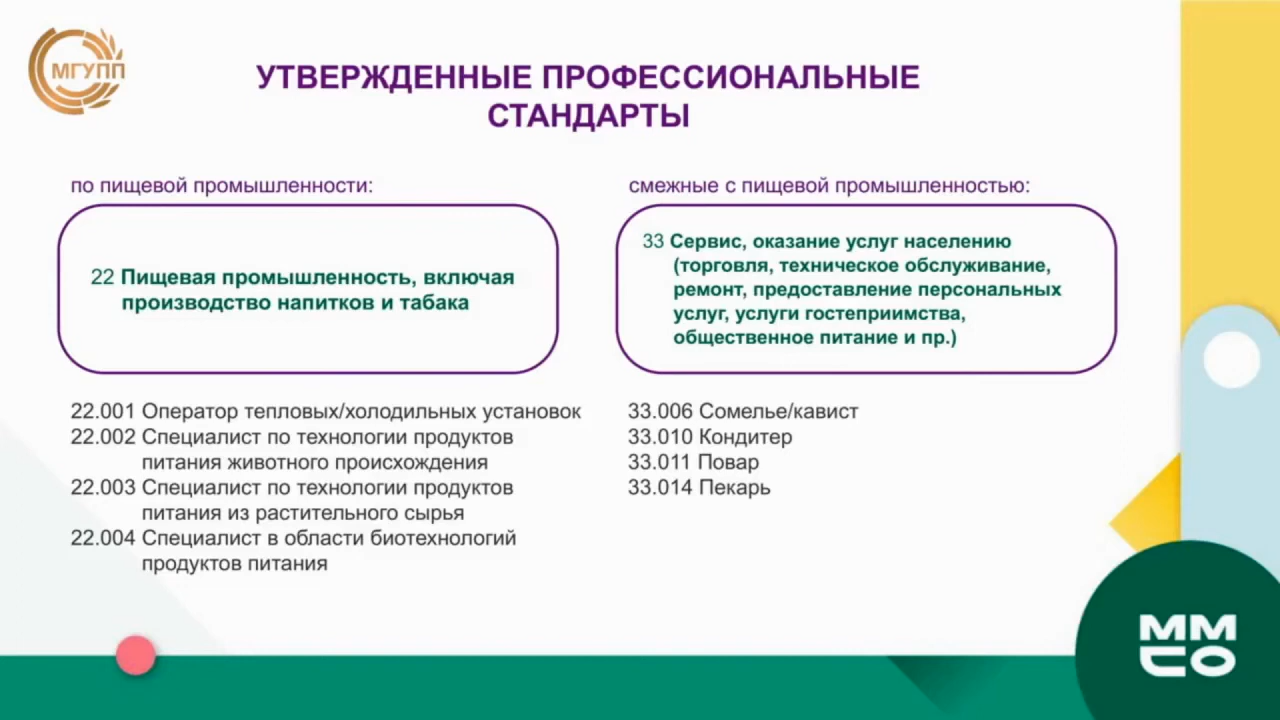 МГУПП
УТВЕРЖДЕННЫЕ ПРОФЕССИОНАЛЬНЫЕ
СТАНДАРТЫ
по пищевой промышленности:
22 Пищевая промышленность, включая
производство напитков и табака
22.001 Оператор тепловых/холодильных установок
22.002 Специалист по технологии продуктов
питания животного происхождения
22.003 Специалист по технологии продуктов
питания из растительного сырья
22.004 Специалист в области биотехнологий
продуктов питания
смежные с пищевой промышленностью:
33 Сервис, оказание услуг населению
(торговля, техническое обслуживание,
ремонт, предоставление персональных
услуг, услуги гостеприимства,
общественное питание и пр.)
33.006 Сомелье/кавист
33.010 Кондитер
33.011 Повар
33.014 Пекарь
ММ
СО